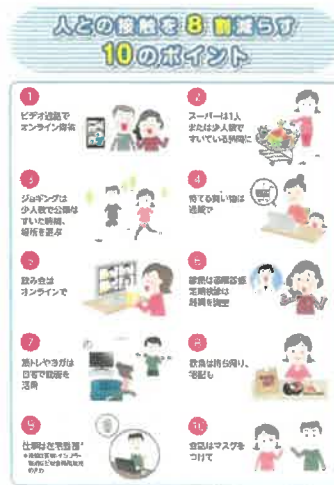 人との接触を8割減らす
10のポイント
1
ビデオ通話で
オンライン帰省
2
スーパーは1人
または少人数で
すいている時間に
3
ジョギングは
少人数で公園は
すいた時間、
場所を選ぶ
4
待てる買い物は
通販で
5
飲み会は
オンラインで
6
診療は遠隔診療
定期受診は
間隔を調整
7
筋トレやヨガは
自宅で動画を
活用
8
飲食は持ち帰り、
宅配も
9
仕事は在宅勤務
10
会話はマスクを
つけて